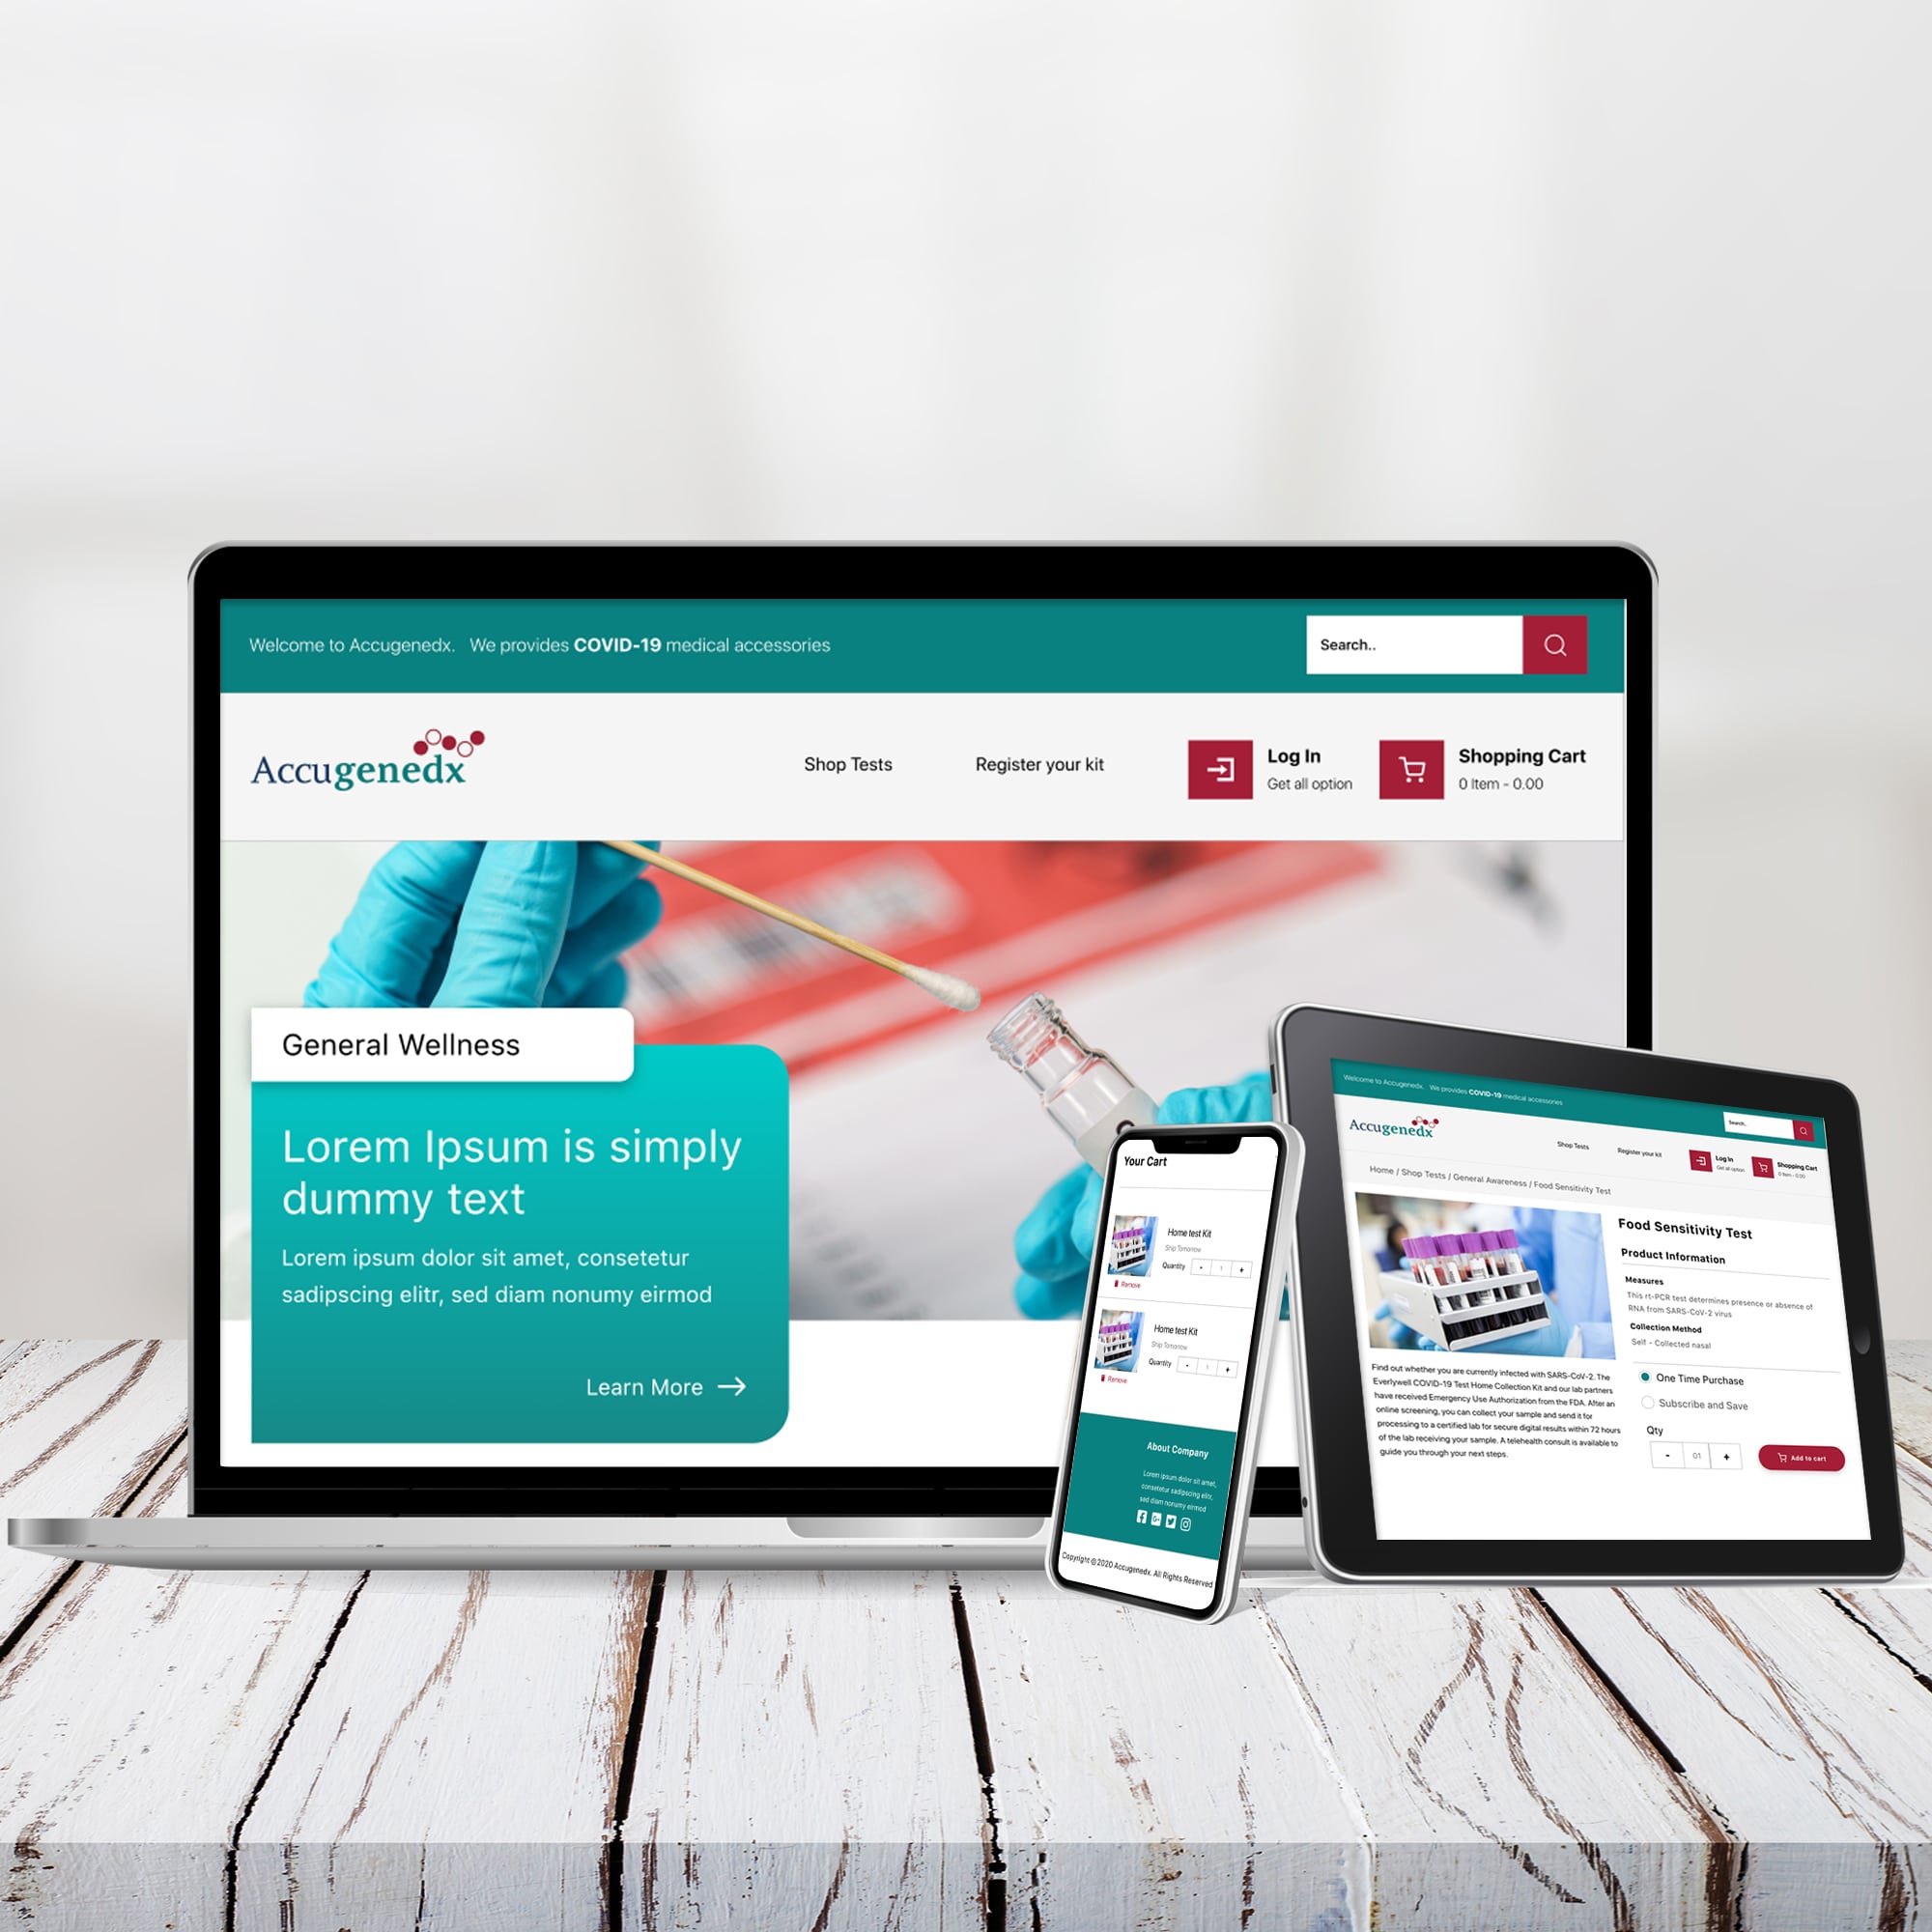 Welcome to Accugenedx. We provides COVID-19 medical accessories
Search..
Accugenedx
Shop Tests
Register your kit
Log In
Get all option
Shopping Cart
0 Item - 0.00
General Wellness
Lorem Ipsum is simply
dummy text
Lorem ipsum dolor sit amet, consetetur
sadipscing elitr, sed diam nonumy eirmod
Learn More
Your Cart
Home test Kit
Ship Tomorrow
Quantity - 1 +
Remove
Home test Kit
Ship Tomorrow
Quantity - 1 +
Remove
About Company
Lorem ipsum dolor sit amet,
consetetur sadipscing elitr,
sed diam nonumy eirmod
Copyright @2020 Accugenedx. All Rights Reserved
Welcome to Accugenedx. We provides COVID-19 medical accessories
Search..
Accugenedx
Shop Tests
Register your kit
Log In
Get all option
Shopping Cart
0 Item - 0.00
Home / Shop Tests / General Awareness / Food Sensitivity Test
Food Sensitivity Test
Product Information
Measures
This rt-PCR test determines presence or absence of
RNA from SARS-CoV-2 virus
Collection Method
Self - Collected nasal
Find out whether you are currently infected with SARS-CoV-2. The
Everlywell COVID-19 Test Home Collection Kit and our lab partners
have received Emergency Use Authorization from the FDA. After an
online screening, you can collect your sample and send it for
processing to a certified lab for secure digital results within 72 hours
of the lab receiving your sample. A telehealth consult is available to
guide you through your next steps.
One Time Purchase
Subscribe and Save
Qty
- 01 +
Add to cart